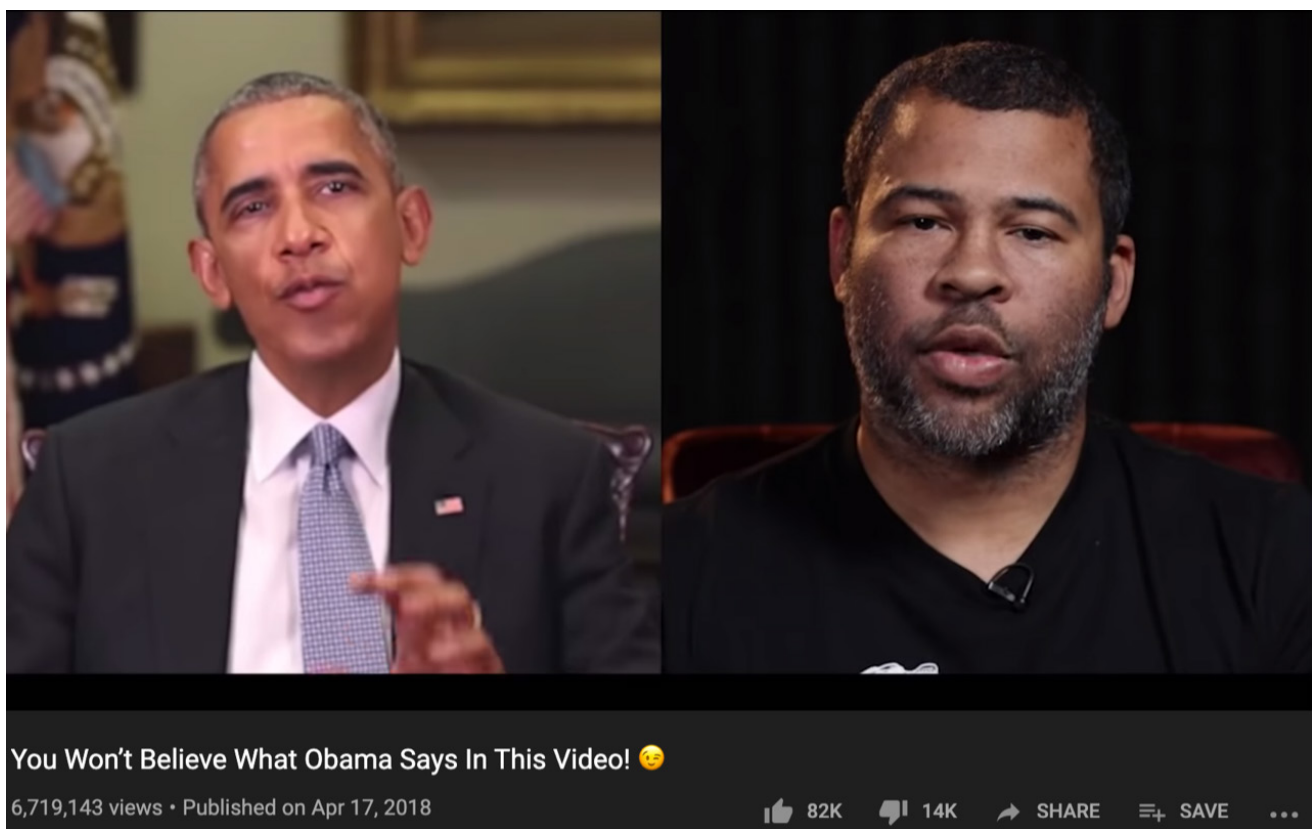 You Won't Believe What Obama Says In This Video! 😉
6,719,143 views • Published on Apr 17, 2018
82K 14K SHARE SAVE